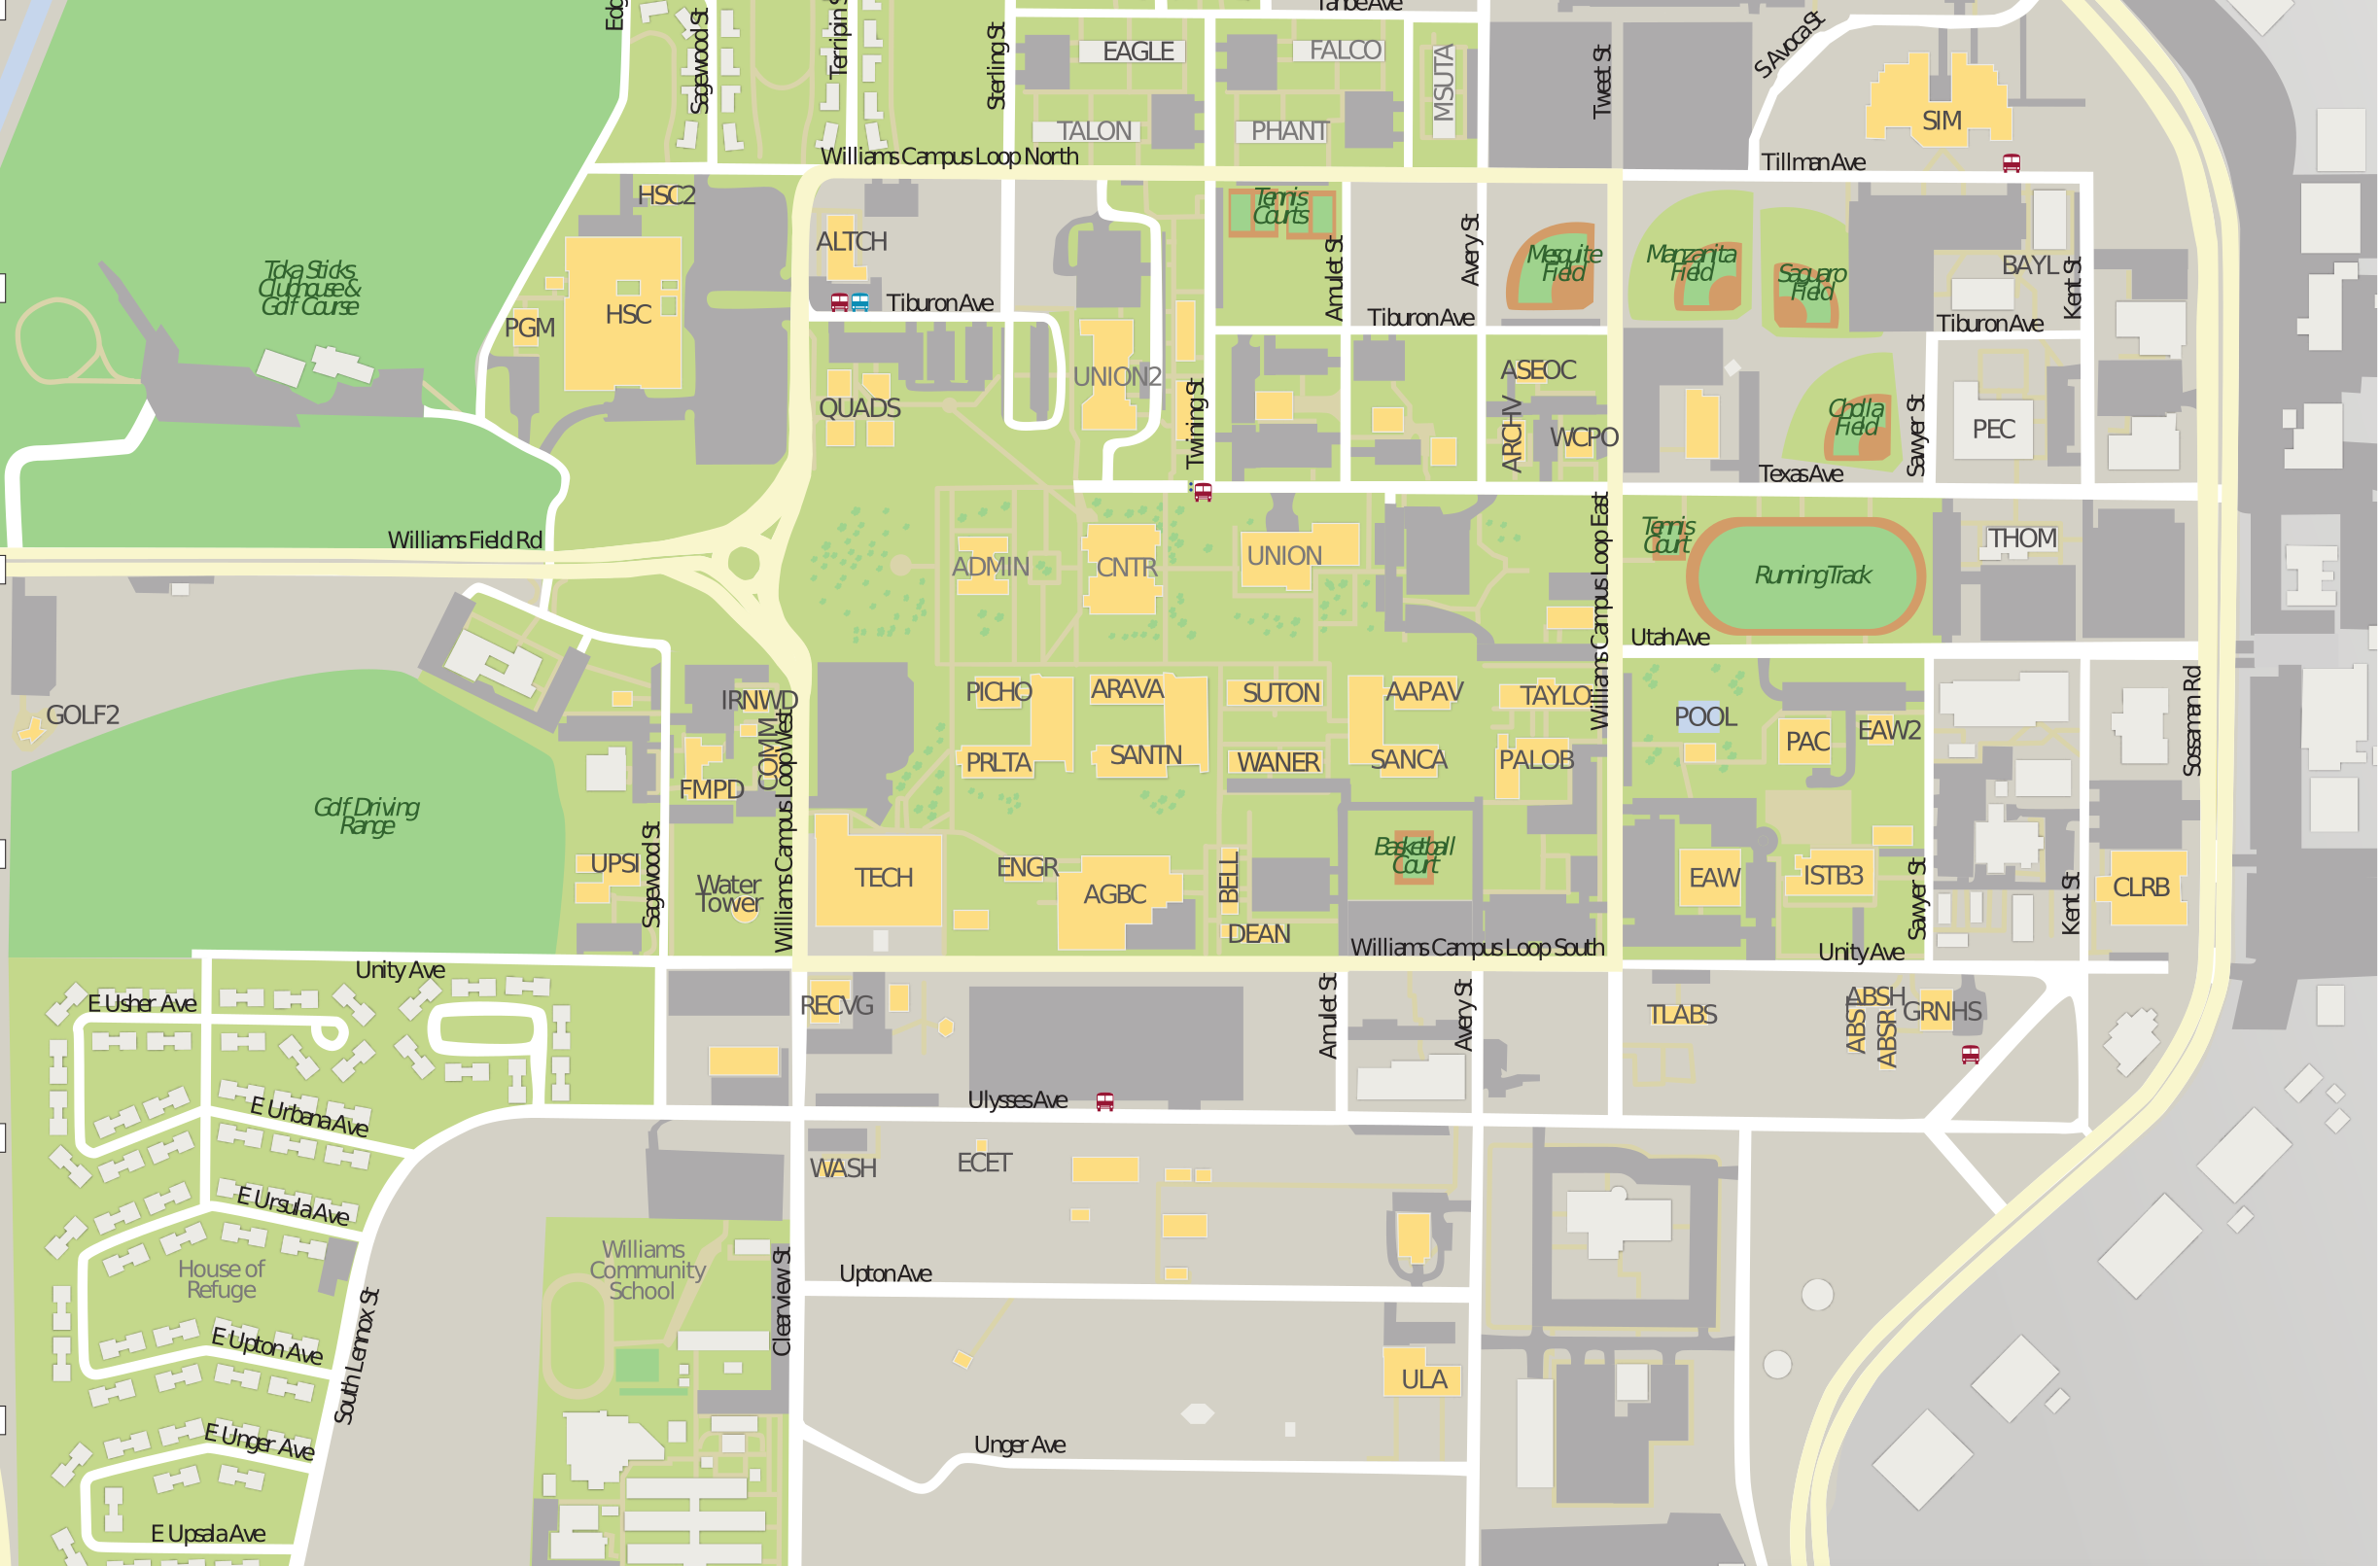 Tahoe Ave
Edg
Sagewood St
Terripin S
Sterling St
EAGLE
FALCO
MSUTA
Tweet St
S Avoca St
SIM
TALON
PHANT
Williams Campus Loop North
Tillman Ave
HSC2
ALTCH
Tennis
Courts
Amulet St
Avery St
Mesquite
Field
Manzanita
Field
Saguaro
Field
BAYL
Kent St
Toka Sticks
Clubhouse &
Golf Course
PGM
HSC
Tiburon Ave
Tiburon Ave
Tiburon Ave
UNION2
QUADS
Twining St
ASEOC
ARCHV
WCPO
Cholla
Field
Sawyer St
PEC
Texas Ave
Williams Field Rd
ADMIN
CNTR
UNION
Williams Campus Loop East
Tennis
Court
Running Track
THOM
Utah Ave
GOLF2
IRNWD
COMM
FMPD
Williams Campus Loop West
PICHO
ARAVA
SUTON
AAPAV
TAYLO
PRLTA
SANTN
WANER
SANCA
PALOB
POOL
PAC
EAW2
Sossaman Rd
Golf Driving
Range
UPSI
Sagewood St
Water
Tower
TECH
ENGR
AGBC
BELL
DEAN
Basketball
Court
EAW
ISTB3
Sawyer St
Kent St
CLRB
Williams Campus Loop South
Unity Ave
Unity Ave
E Usher Ave
RECVG
Amulet St
Avery St
TLABS
ABSH
ABST
ABSR
GRNHS
E Urbana Ave
Ulysses Ave
WASH
ECET
E Ursula Ave
House of
Refuge
Williams
Community
School
Clearview St
Upton Ave
E Upton Ave
South Lennox St
ULA
E Unger Ave
Unger Ave
E Upsala Ave